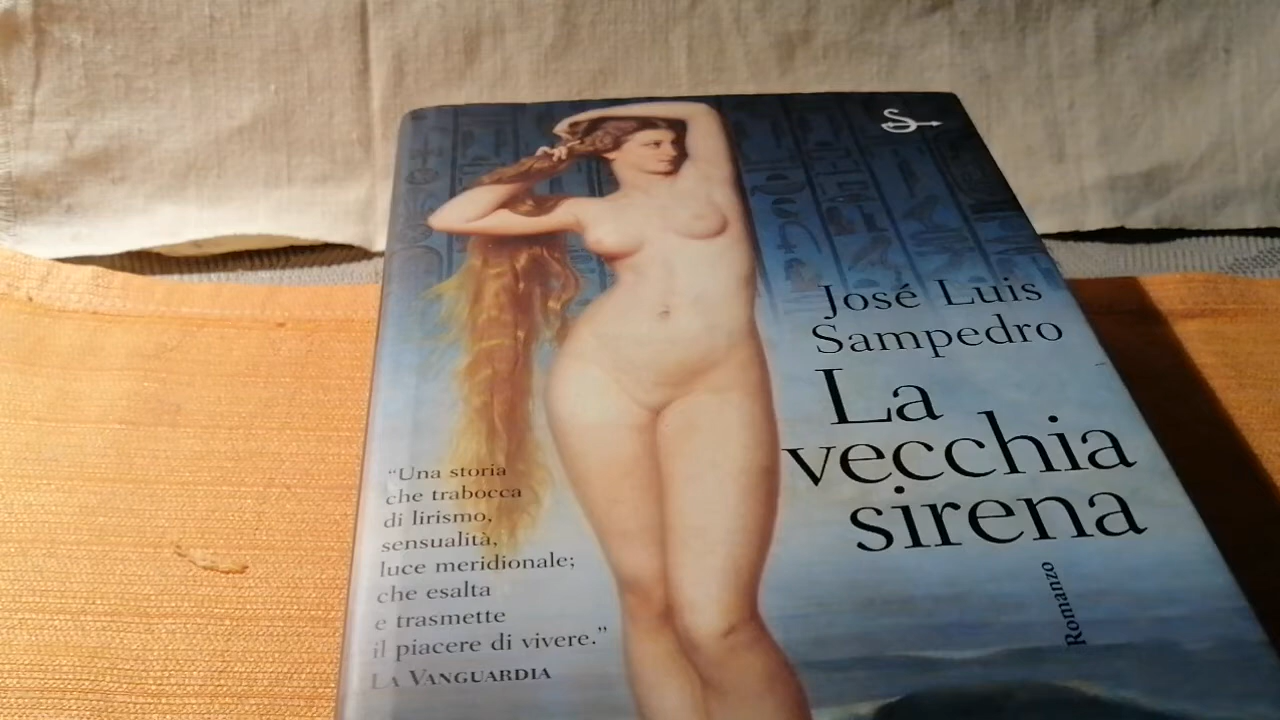 José Luis
Sampedro
La
vecchia
sirena
Romanzo
“Una storia
che trabocca
di lirismo,
sensualità,
luce meridionale;
che esalta
e trasmette
il piacere di vivere.”
LA VANGUARDIA